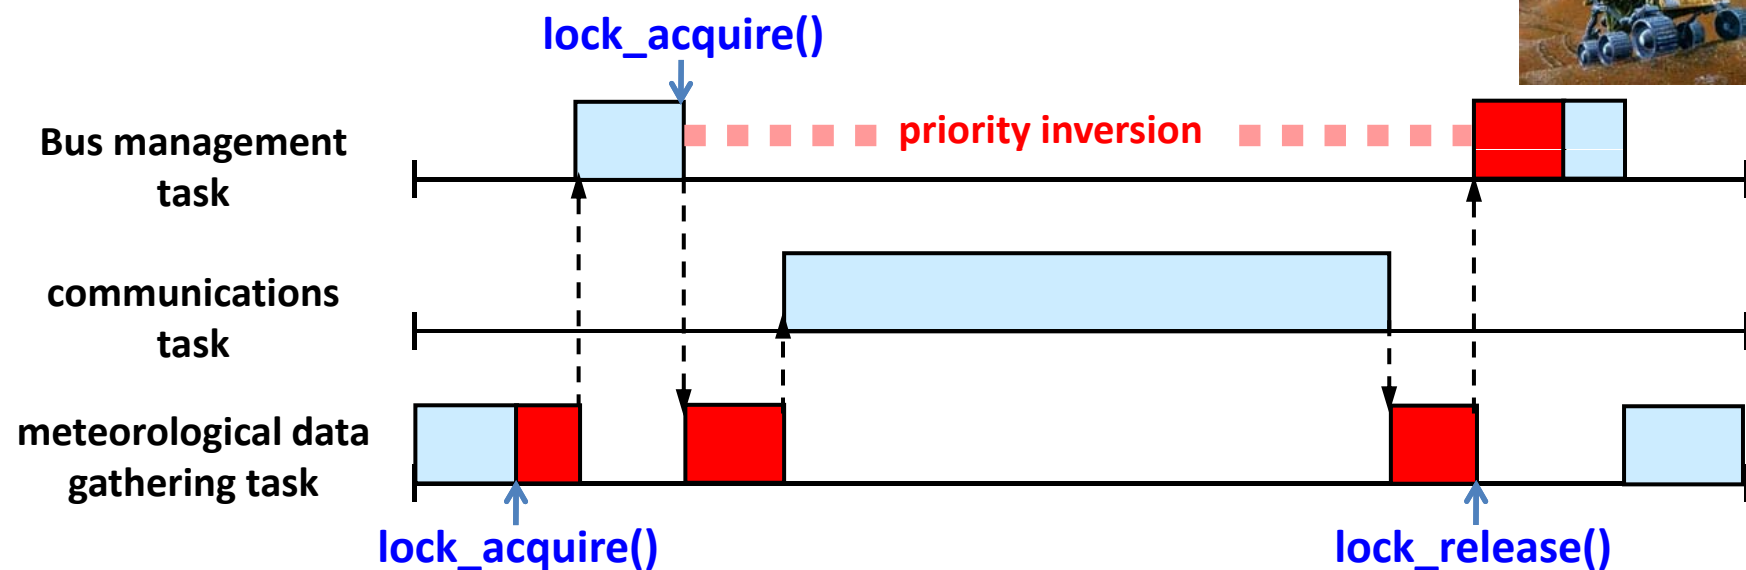 lock_acquire()
Bus management
task
priority inversion
communications
task
meteorological data
gathering task
lock_acquire()
lock_release()